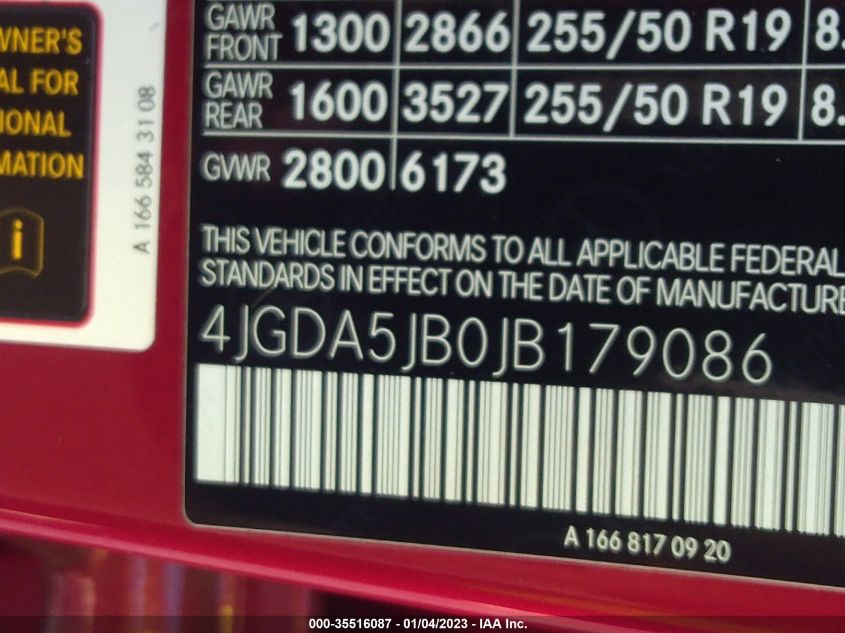 WNER'S
AL FOR
IONAL
MATION
i
A 166 584 31 08
GAWR FRONT 1300 2866 255/50 R19 8.
GAWR REAR 1600 3527 255/50 R19 8.
GVWR 2800 6173
THIS VEHICLE CONFORMS TO ALL APPLICABLE FEDERAL
STANDARDS IN EFFECT ON THE DATE OF MANUFACTURE
4JGDA5JB0JB179086
A 166 817 09 20
000-35516087 - 01/04/2023 - IAA Inc.